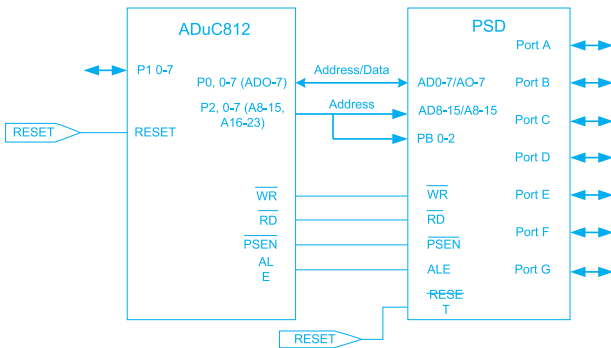 ADuC812
PSD
P1 0-7
P0, 0-7 (ADO-7)
P2, 0-7 (A8-15,
A16-23)
RESET
RESET
WR
RD
PSEN
AL
E
Address/Data
Address
AD0-7/AO-7
AD8-15/A8-15
PB 0-2
WR
RD
PSEN
ALE
RESE
T
RESET
Port A
Port B
Port C
Port D
Port E
Port F
Port G